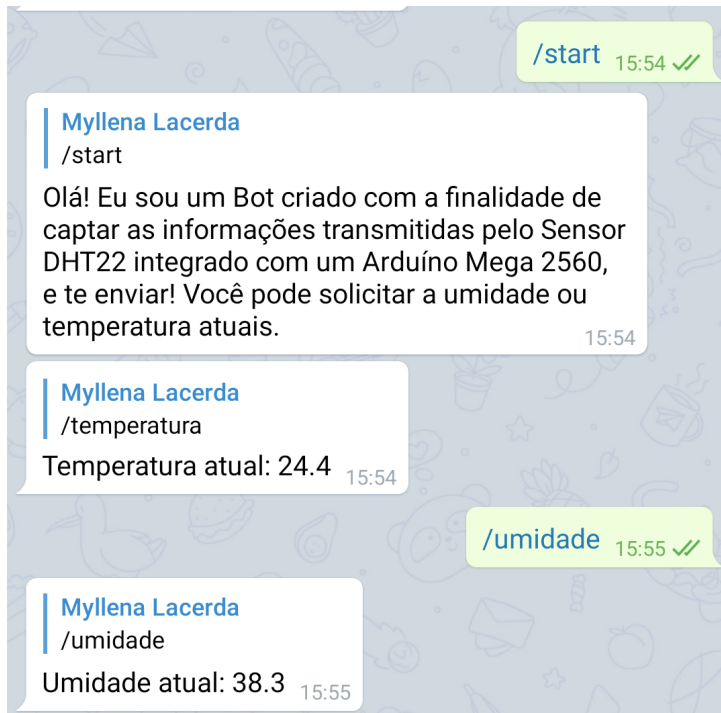 /start 15:54
Myllena Lacerda
/start
Olá! Eu sou um Bot criado com a finalidade de
captar as informações transmitidas pelo Sensor
DHT22 integrado com um Arduíno Mega 2560,
e te enviar! Você pode solicitar a umidade ou
temperatura atuais.
15:54
Myllena Lacerda
/temperatura
Temperatura atual: 24.4 15:54
/umidade 15:55
Myllena Lacerda
/umidade
Umidade atual: 38.3 15:55